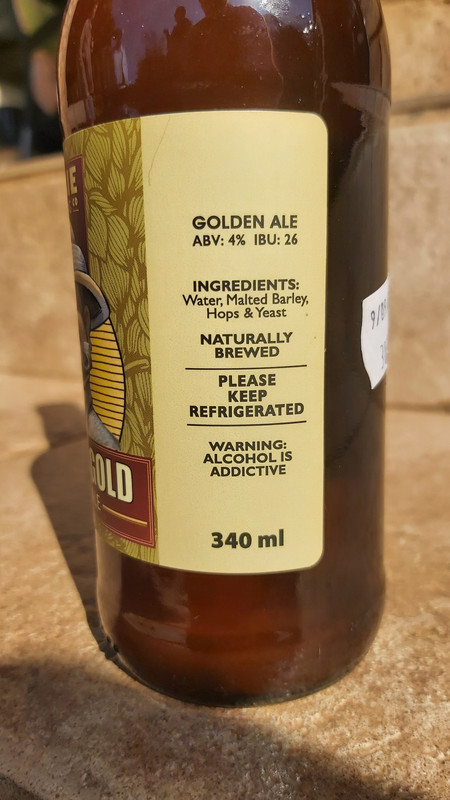 GOLDEN ALE
ABV: 4% IBU: 26
INGREDIENTS:
Water, Malted Barley,
Hops & Yeast
NATURALLY
BREWED
PLEASE
KEEP
REFRIGERATED
WARNING:
ALCOHOL IS
ADDICTIVE
340 ml
GOLD